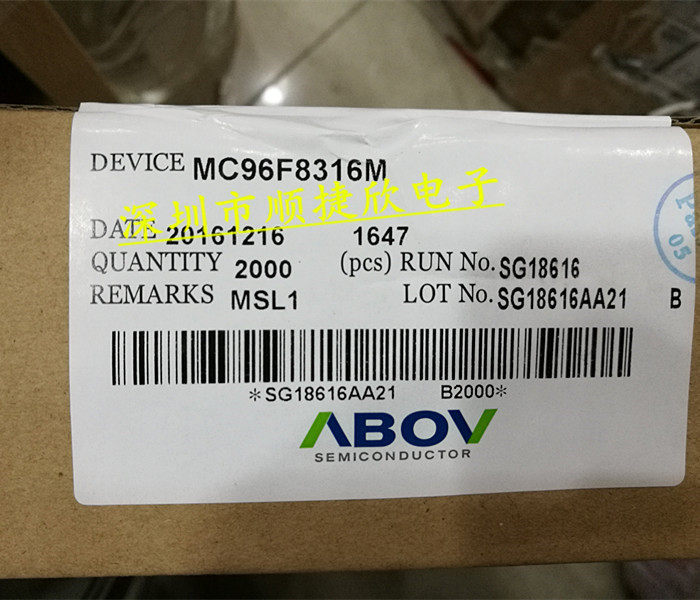 DEVICE MC96F8316M
深圳市顺捷欣电子
DATE 20161216 1647
QUANTITY 2000 (pcs) RUN No. SG18616
REMARKS MSL1 LOT No. SG18616AA21 B
*SG18616AA21 B2000*
ABOV
SEMICONDUCTOR
05